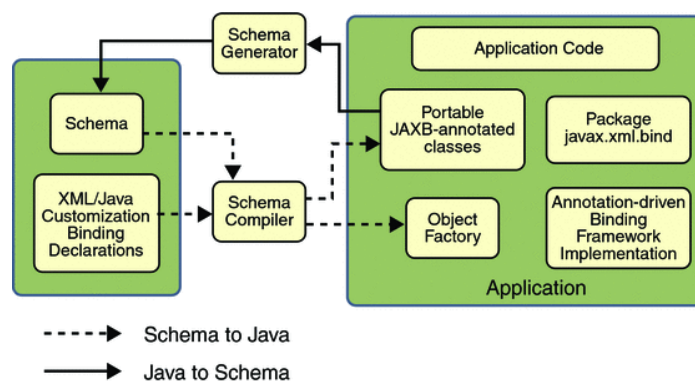 Schema
Generator
Application Code
Schema
Portable
JAXB-annotated
classes
Package
javax.xml.bind
XML/Java
Customization
Binding
Declarations
Schema
Compiler
Object
Factory
Annotation-driven
Binding
Framework
Implementation
Application
Schema to Java
Java to Schema